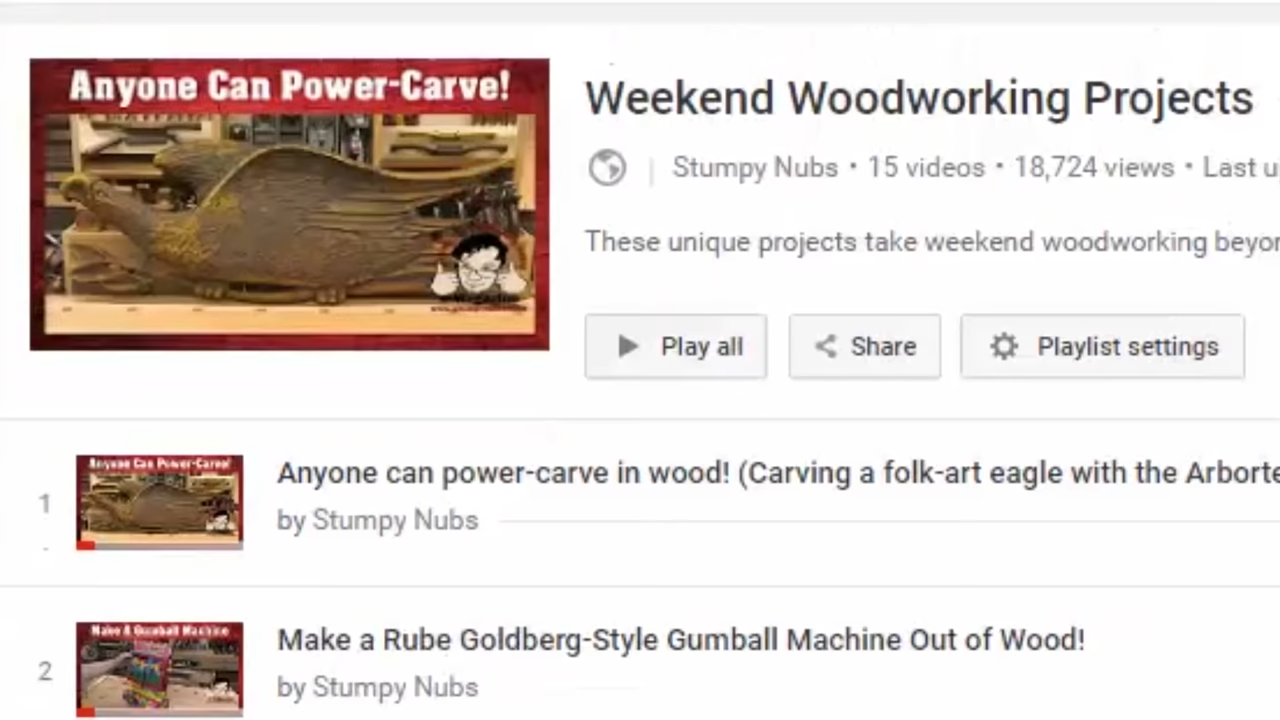 Anyone Can Power-Carve!
Weekend Woodworking Projects
Stumpy Nubs • 15 videos • 18,724 views • Last u
These unique projects take weekend woodworking beyor
Play all
Share
Playlist settings
1
Anyone Can Power-Carve!
Anyone can power-carve in wood! (Carving a folk-art eagle with the Arborte
by Stumpy Nubs
2
Make A Gumball Machine
Make a Rube Goldberg-Style Gumball Machine Out of Wood!
by Stumpy Nubs